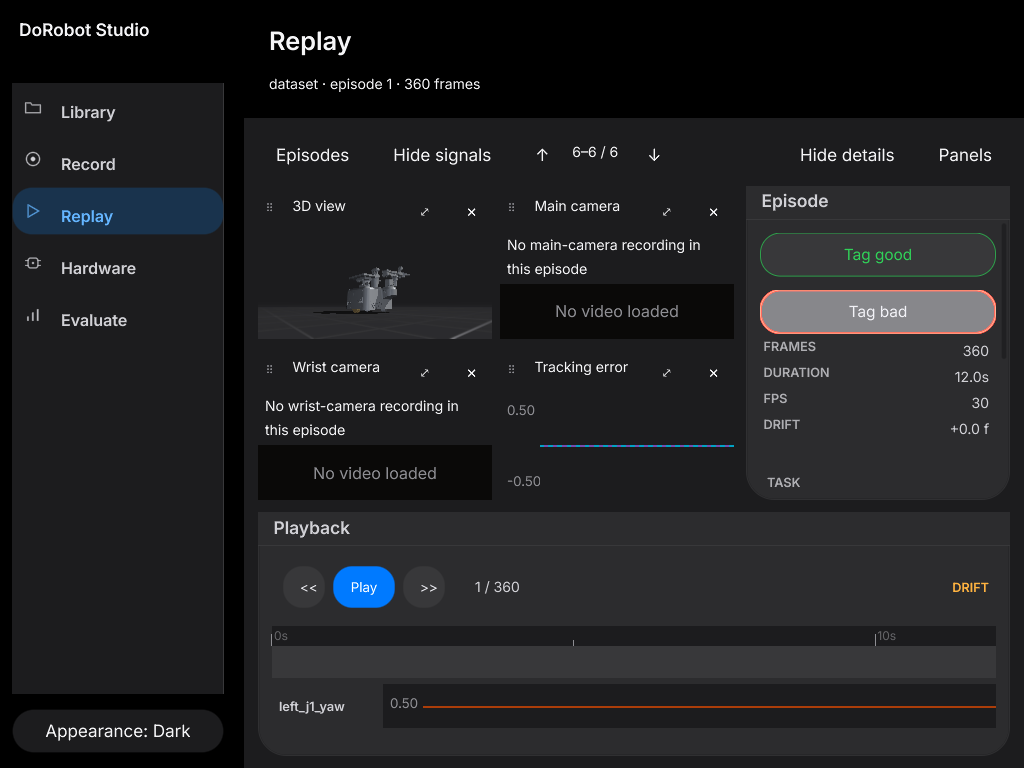 DoRobot Studio
Library
Record
Replay
Hardware
Evaluate
Appearance: Dark
Replay
dataset · episode 1 · 360 frames
Episodes
Hide signals
↑
6–6 / 6
↓
Hide details
Panels
3D view
Main camera
No main-camera recording in
this episode
No video loaded
Wrist camera
No wrist-camera recording in
this episode
No video loaded
Tracking error
0.50
-0.50
Episode
Tag good
Tag bad
FRAMES 360
DURATION 12.0s
FPS 30
DRIFT +0.0 f
TASK
Playback
<< Play >> 1 / 360
DRIFT
0s 10s
left_j1_yaw 0.50